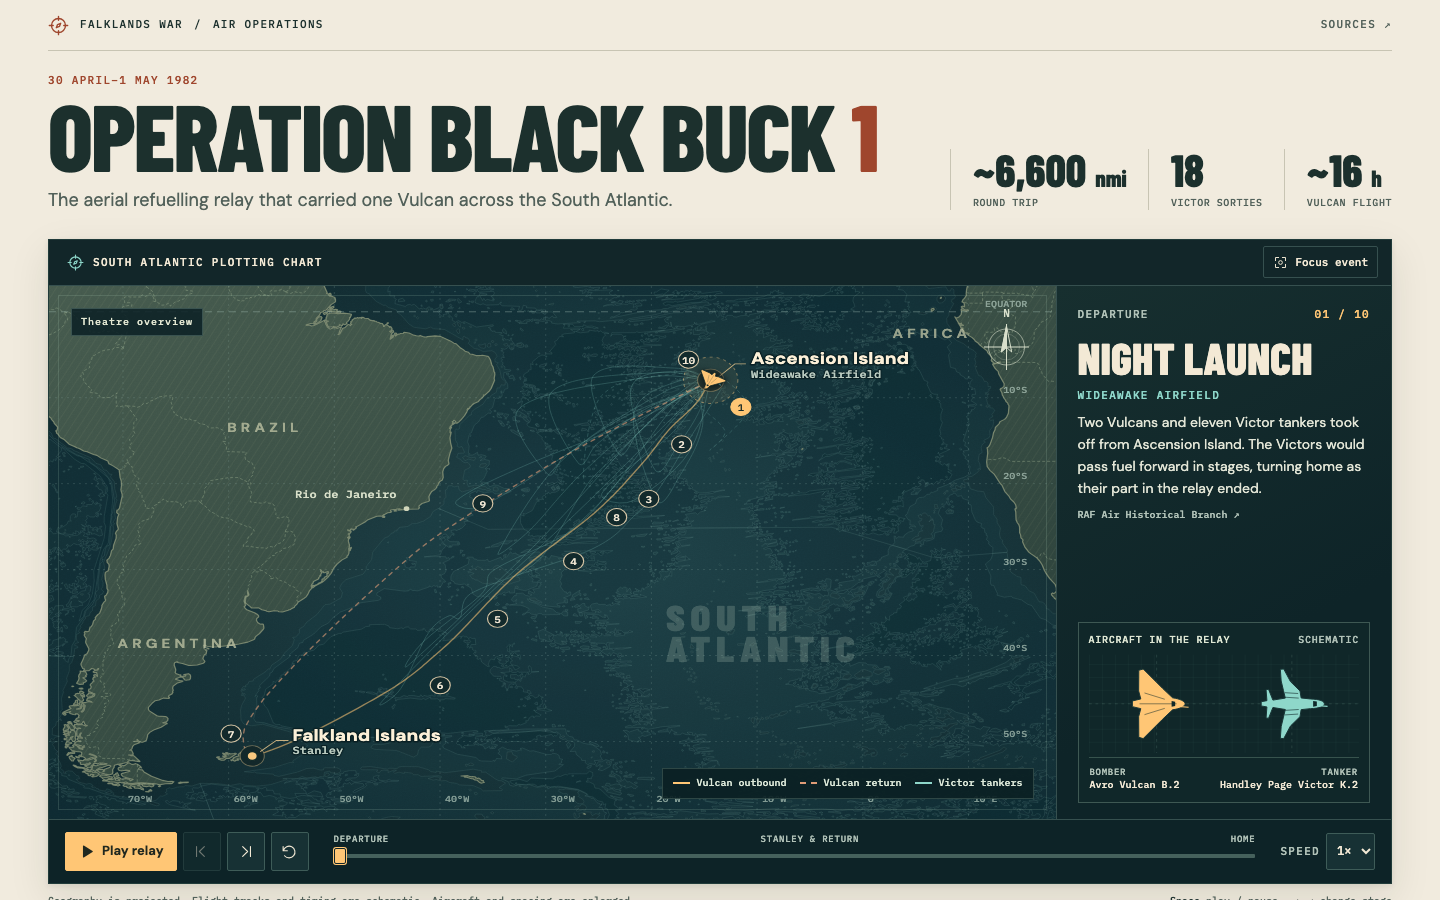 FALKLANDS WAR / AIR OPERATIONS
SOURCES ↗
30 APRIL–1 MAY 1982
OPERATION BLACK BUCK 1
The aerial refuelling relay that carried one Vulcan across the South Atlantic.
~6,600 nmi
ROUND TRIP
18
VICTOR SORTIES
~16 h
VULCAN FLIGHT
SOUTH ATLANTIC PLOTTING CHART
Focus event
Theatre overview
EQUATOR
N
AFRICA
10
Ascension Island
Wideawake Airfield
10°S
1
BRAZIL
2
20°S
Rio de Janeiro
3
9
8
30°S
4
5
SOUTH
ATLANTIC
ARGENTINA
40°S
6
7
Falkland Islands
Stanley
50°S
Vulcan outbound
Vulcan return
Victor tankers
70°W
60°W
50°W
40°W
30°W
DEPARTURE
01 / 10
NIGHT LAUNCH
WIDEAWAKE AIRFIELD
Two Vulcans and eleven Victor tankers took
off from Ascension Island. The Victors would
pass fuel forward in stages, turning home as
their part in the relay ended.
RAF Air Historical Branch ↗
AIRCRAFT IN THE RELAY
SCHEMATIC
BOMBER
Avro Vulcan B.2
TANKER
Handley Page Victor K.2
Play relay
DEPARTURE
STANLEY & RETURN
HOME
SPEED
1×